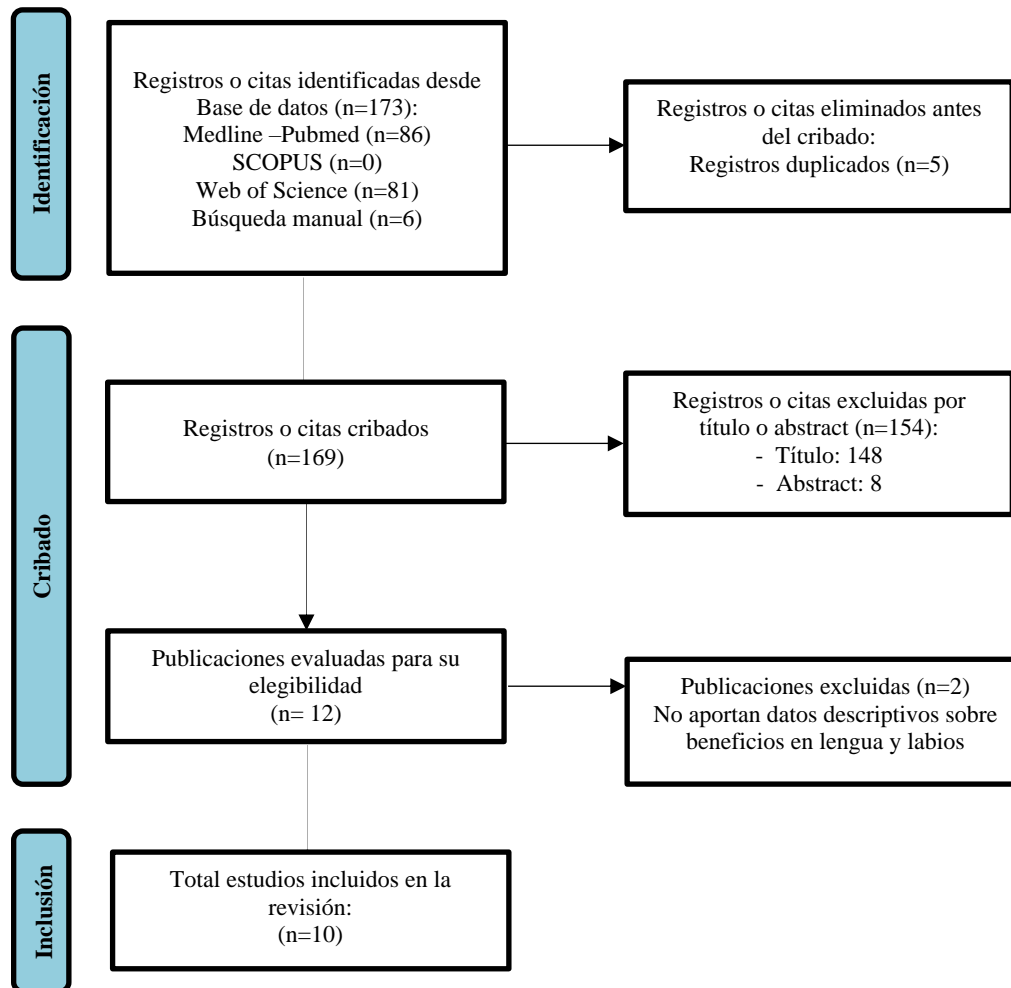 Identificación
Registros o citas identificadas desde
Base de datos (n=173):
Medline –Pubmed (n=86)
SCOPUS (n=0)
Web of Science (n=81)
Búsqueda manual (n=6)
Registros o citas eliminados antes
del cribado:
Registros duplicados (n=5)
Cribado
Registros o citas cribados
(n=169)
Registros o citas excluidas por
título o abstract (n=154):
- Título: 148
- Abstract: 8
Publicaciones evaluadas para su
elegibilidad
(n= 12)
Publicaciones excluidas (n=2)
No aportan datos descriptivos sobre
beneficios en lengua y labios
Inclusión
Total estudios incluidos en la
revisión:
(n=10)